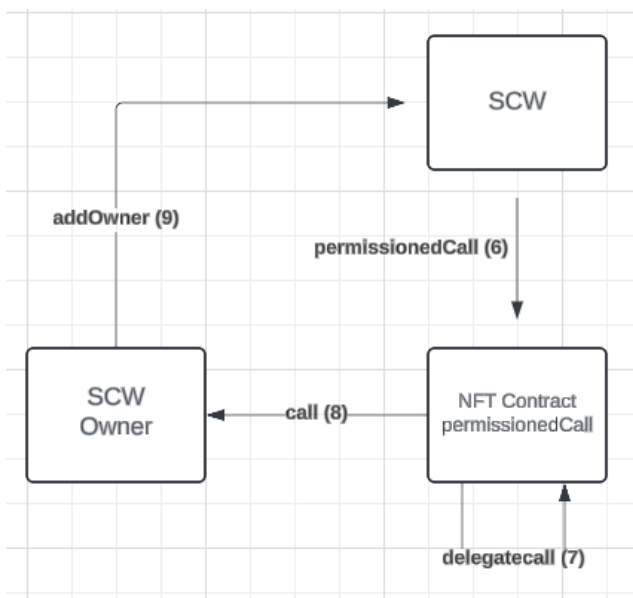 SCW
addOwner (9)
permissionedCall (6)
SCW
Owner
call (8)
NFT Contract
permissionedCall
delegatecall (7)